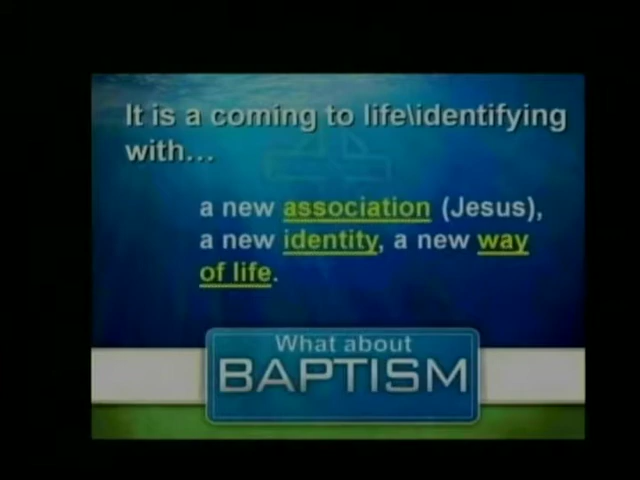 It is a coming to life\identifying
with...
a new association (Jesus),
a new identity, a new way
of life.
What about
BAPTISM